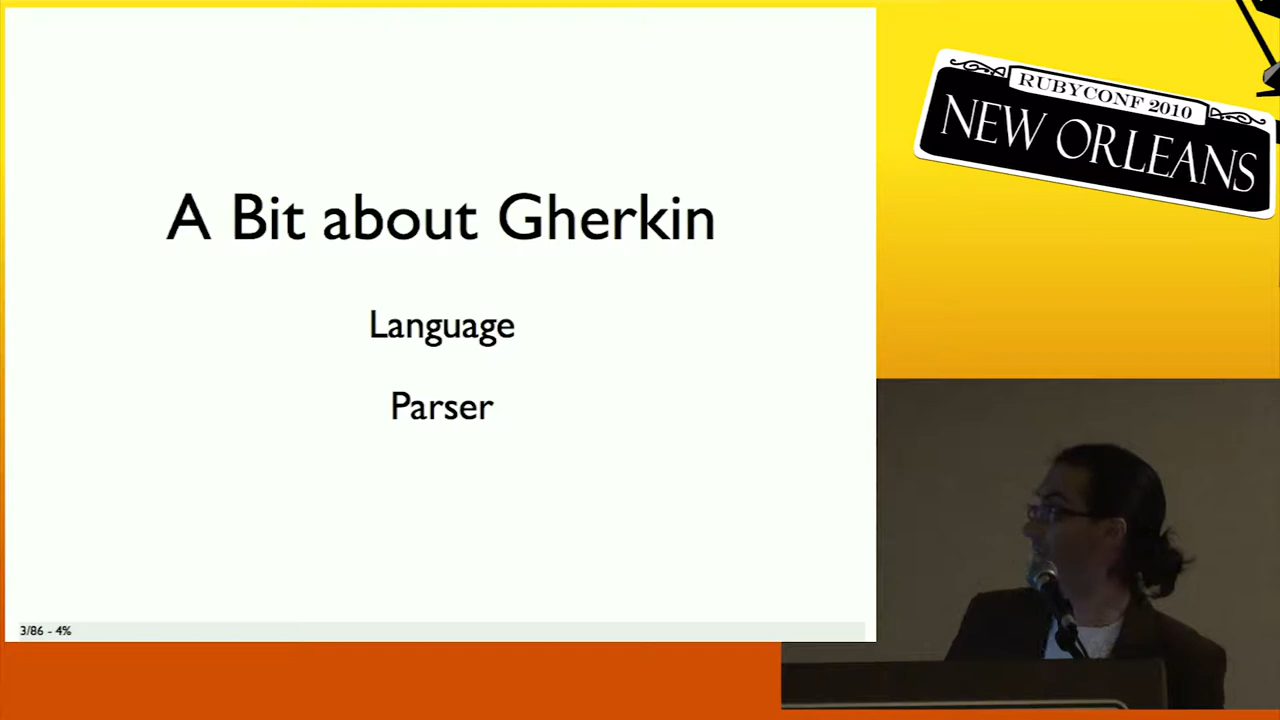 A Bit about Gherkin
Language
Parser
3/86 - 4%
RUBYCONF 2010
NEW ORLEANS